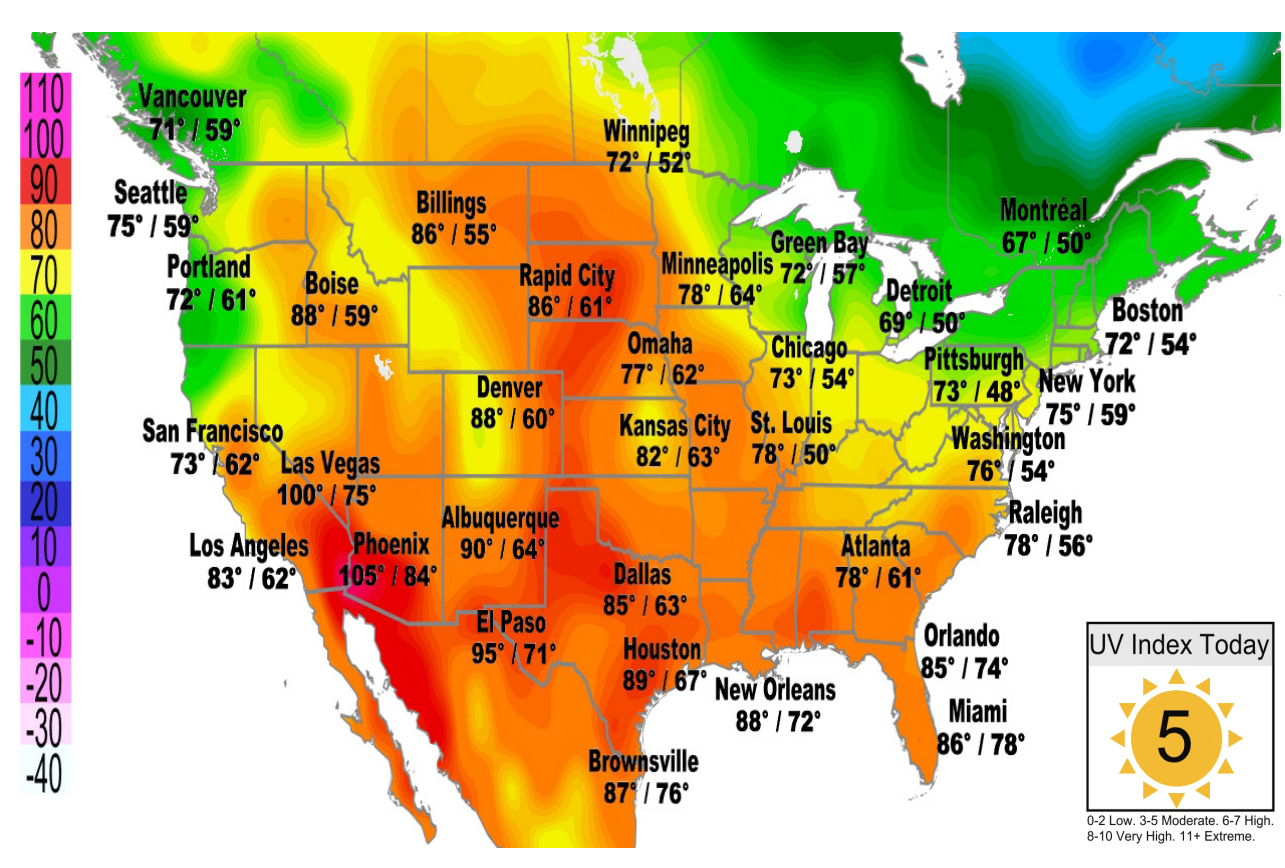 110
100
90
80
70
60
50
40
30
20
10
0
-10
-20
-30
-40
Vancouver
71° / 59°
Winnipeg
72° / 52°
Seattle
75° / 59°
Billings
86° / 55°
Montréal
67° / 50°
Portland
72° / 61°
Boise
88° / 59°
Rapid City
86° / 61°
Minneapolis
78° / 64°
Green Bay
72° / 57°
Detroit
69° / 50°
Boston
72° / 54°
Omaha
77° / 62°
Chicago
73° / 54°
Pittsburgh
73° / 48°
New York
75° / 59°
Denver
88° / 60°
San Francisco
73° / 62°
Kansas City
82° / 63°
St. Louis
78° / 50°
Washington
76° / 54°
Las Vegas
100° / 75°
Albuquerque
90° / 64°
Raleigh
78° / 56°
Los Angeles
83° / 62°
Phoenix
105° / 84°
Dallas
85° / 63°
Atlanta
78° / 61°
El Paso
95° / 71°
Houston
89° / 67°
Orlando
85° / 74°
New Orleans
88° / 72°
Miami
86° / 78°
Brownsville
87° / 76°
UV Index Today
5
0-2 Low. 3-5 Moderate. 6-7 High.
8-10 Very High. 11+ Extreme.